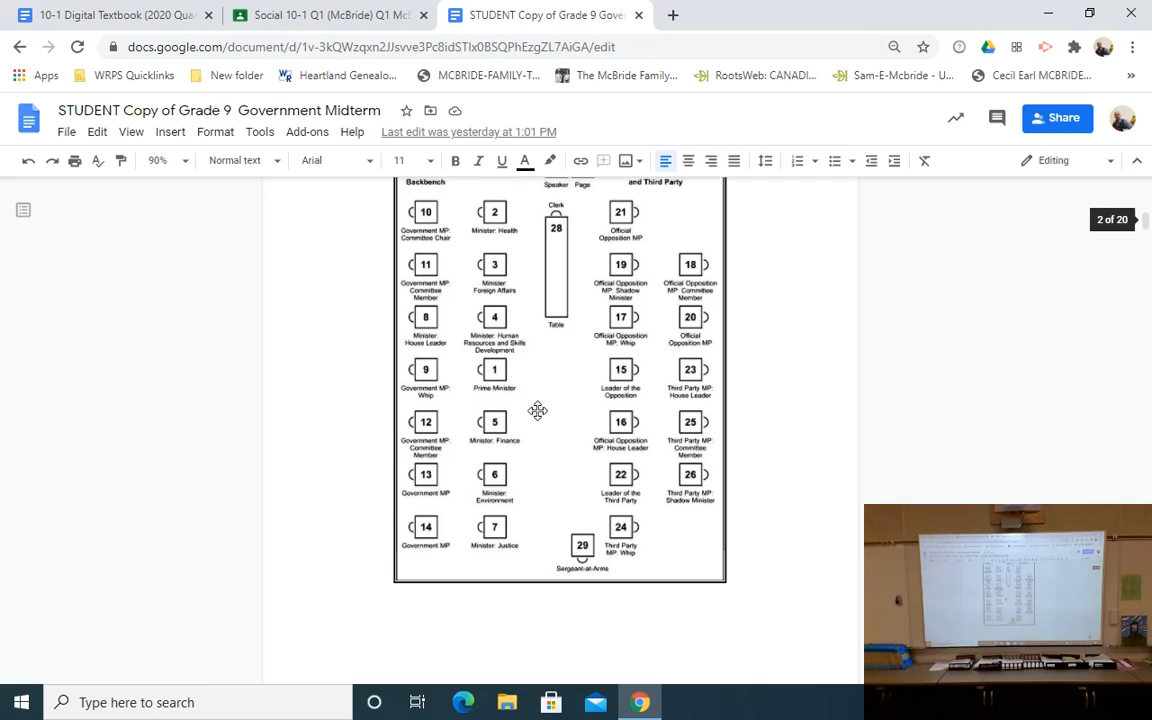 10-1 Digital Textbook (2020 Qua
Social 10-1 Q1 (McBride) Q1 McB
STUDENT Copy of Grade 9 Gover
docs.google.com/document/d/1v-3kQWzqxn2JJsvve3Pc8idSTIx0BSQPhEzgZL7AiGA/edit
Apps
WRPS Quicklinks
New folder
Heartland Genealo...
MCBRIDE-FAMILY-T...
The McBride Family...
RootsWeb: CANADI...
Sam-E-Mcbride - U...
Cecil Earl MCBRIDE...
»
STUDENT Copy of Grade 9 Government Midterm
File Edit View Insert Format Tools Add-ons Help Last edit was yesterday at 1:01 PM
Share
90% Normal text Arial 11 B I U A Editing
2 of 20
Backbench
Speaker Page
and Third Party
Clerk
10
Government MP:
Committee Chair
2
Minister: Health
28
21
Official
Opposition MP
11
Government MP:
Committee
Member
3
Minister:
Foreign Affairs
19
Official Opposition
MP: Shadow
Minister
18
Official Opposition
MP: Committee
Member
8
Minister:
House Leader
4
Minister: Human
Resources and Skills
Development
Table
17
Official Opposition
MP: Whip
20
Official
Opposition MP
9
Government MP:
Whip
1
Prime Minister
15
Leader of the
Opposition
23
Third Party MP:
House Leader
12
Government MP:
Committee
Member
5
Minister: Finance
16
Official Opposition
MP: House Leader
25
Third Party MP:
Committee
Member
13
Government MP
6
Minister:
Environment
22
Leader of the
Third Party
26
Third Party MP:
Shadow Minister
14
Government MP
7
Minister: Justice
29
Sergeant-at-Arms
24
Third Party
MP: Whip
Type here to search